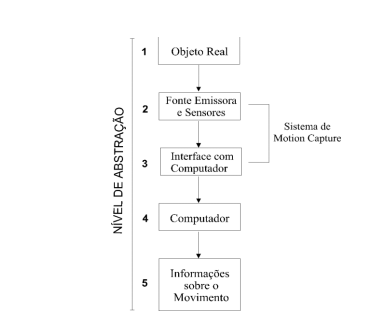 NÍVEL DE ABSTRAÇÃO
1 Objeto Real
2 Fonte Emissora
e Sensores
Sistema de
Motion Capture
3 Interface com
Computador
4 Computador
5 Informações
sobre o
Movimento